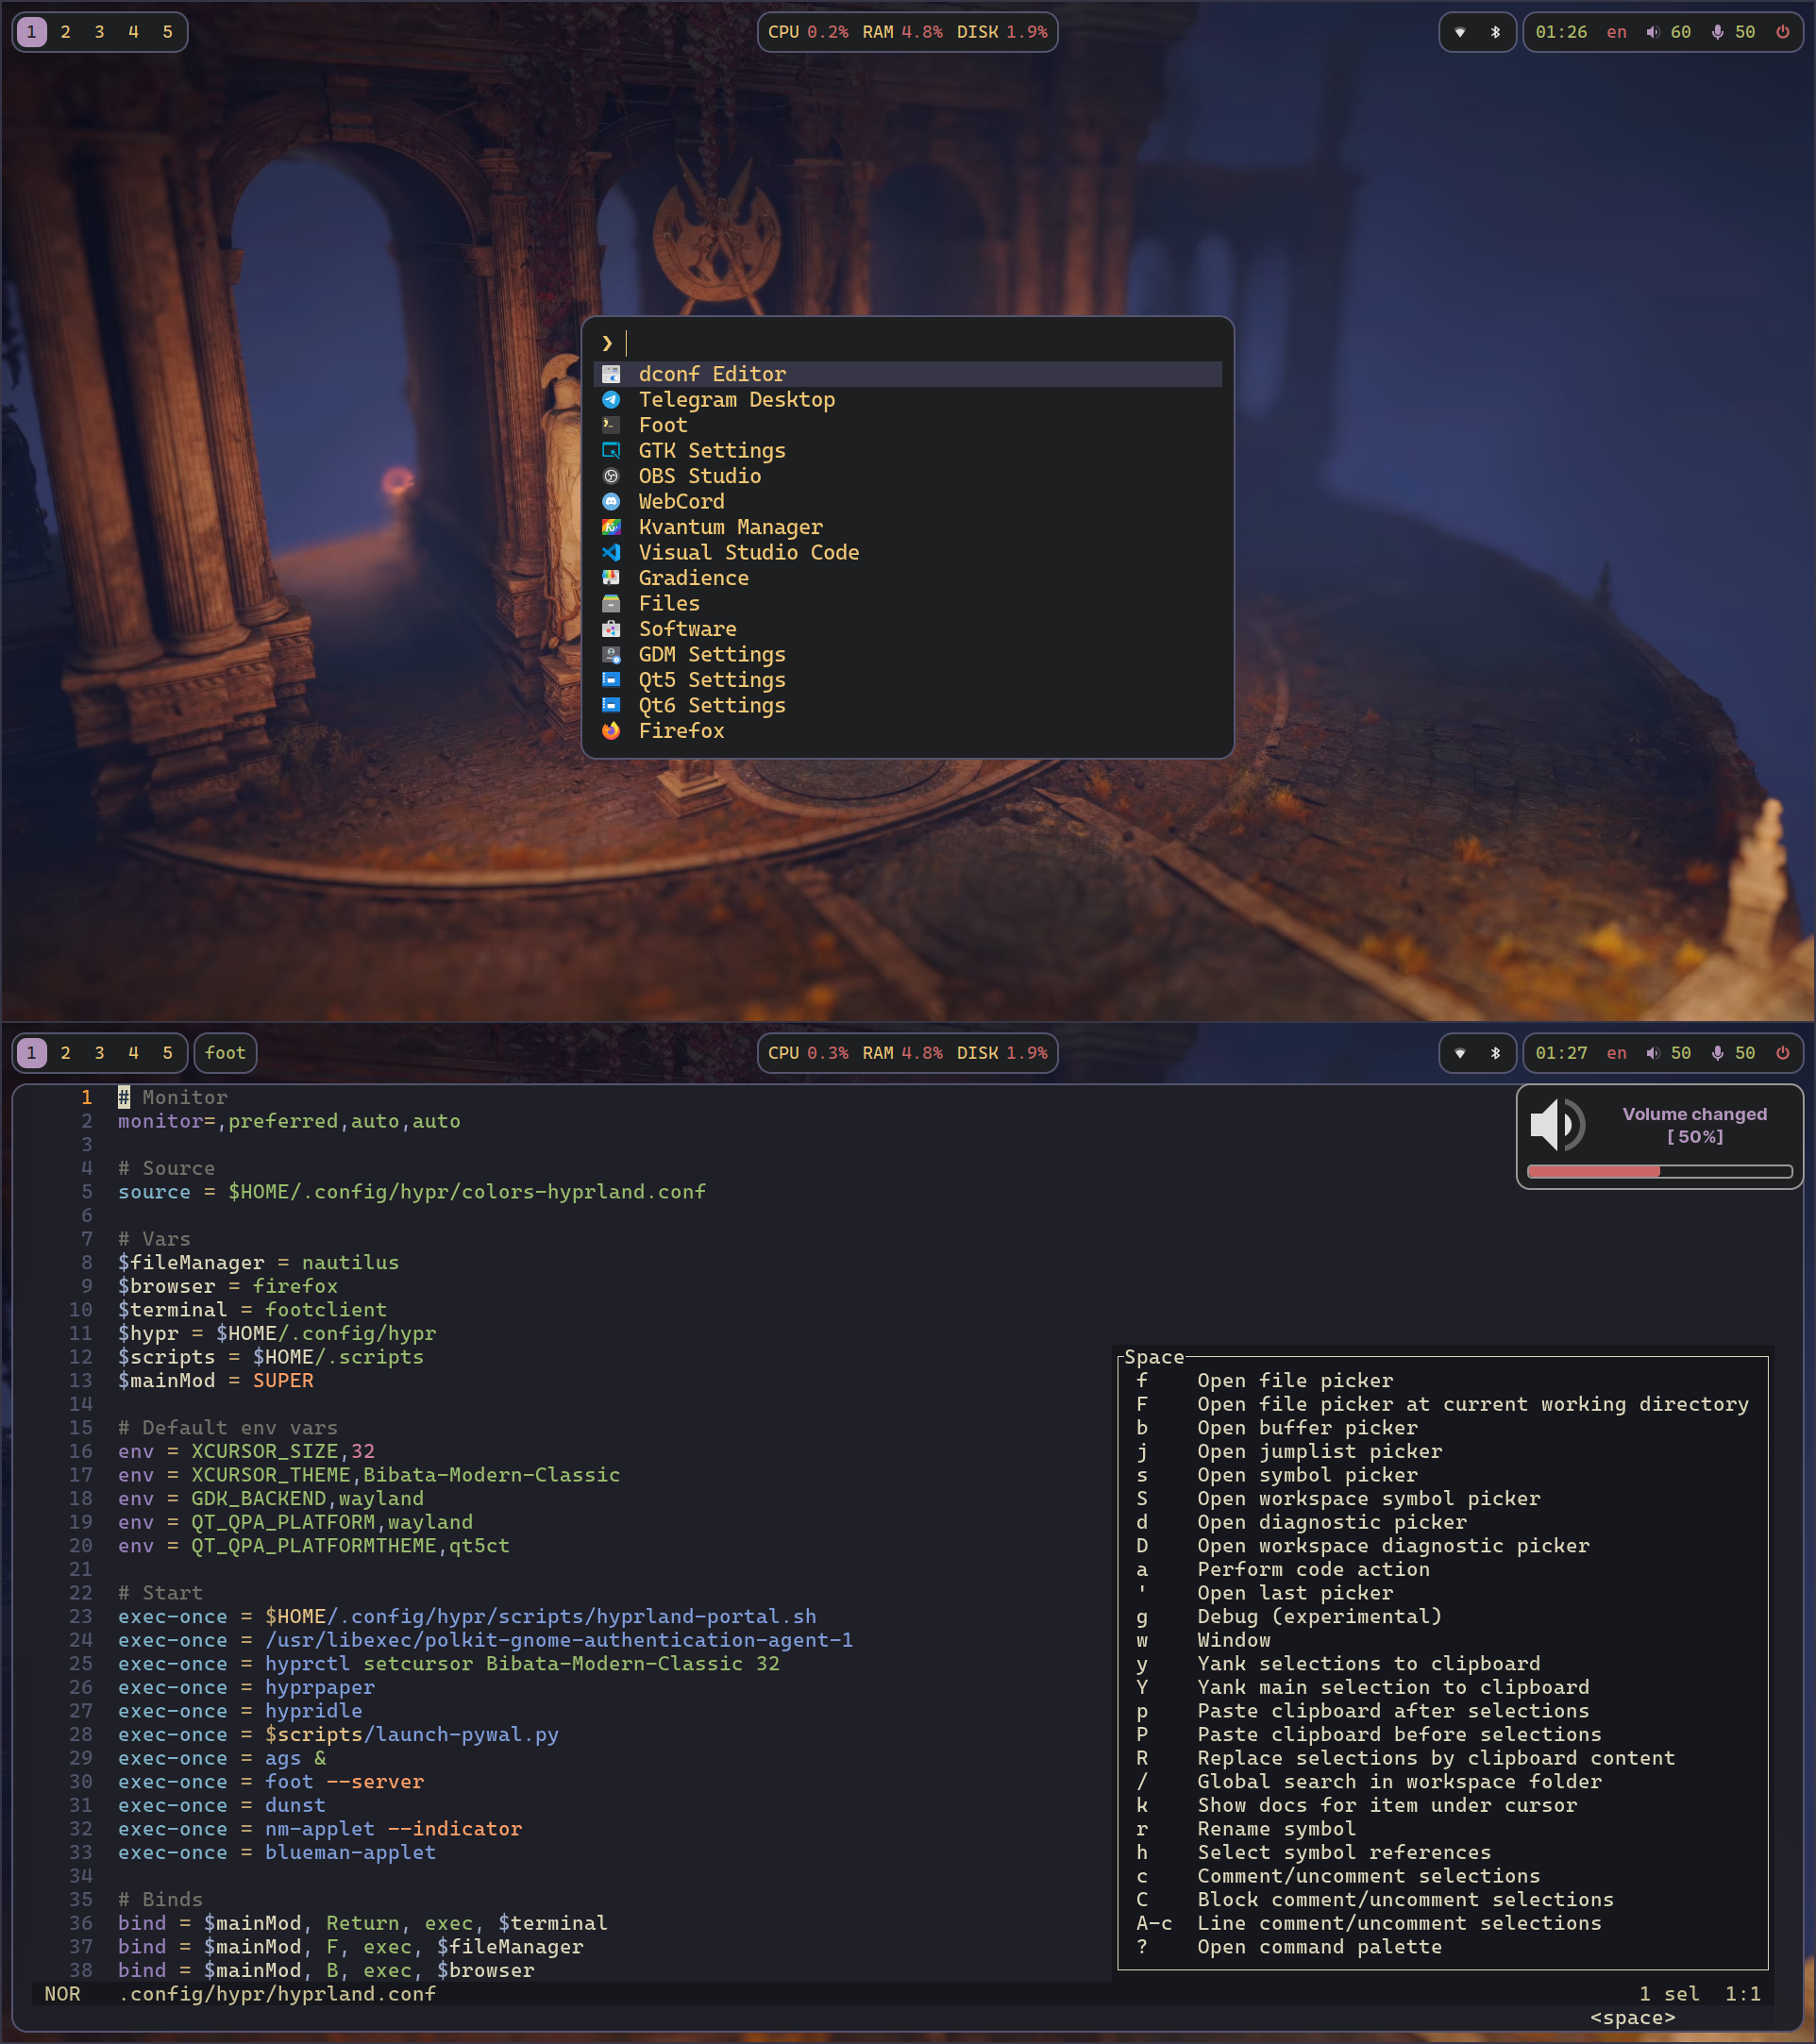 1 2 3 4 5
CPU 0.2% RAM 4.8% DISK 1.9%
01:26 en 60 50
❯
dconf Editor
Telegram Desktop
Foot
GTK Settings
OBS Studio
WebCord
Kvantum Manager
Visual Studio Code
Gradience
Files
Software
GDM Settings
Qt5 Settings
Qt6 Settings
Firefox
1 2 3 4 5 foot
CPU 0.3% RAM 4.8% DISK 1.9%
01:27 en 50 50
Volume changed
[ 50%]
1 # Monitor
2 monitor=,preferred,auto,auto
3
4 # Source
5 source = $HOME/.config/hypr/colors-hyprland.conf
6
7 # Vars
8 $fileManager = nautilus
9 $browser = firefox
10 $terminal = footclient
11 $hypr = $HOME/.config/hypr
12 $scripts = $HOME/.scripts
13 $mainMod = SUPER
14
15 # Default env vars
16 env = XCURSOR_SIZE,32
17 env = XCURSOR_THEME,Bibata-Modern-Classic
18 env = GDK_BACKEND,wayland
19 env = QT_QPA_PLATFORM,wayland
20 env = QT_QPA_PLATFORMTHEME,qt5ct
21
22 # Start
23 exec-once = $HOME/.config/hypr/scripts/hyprland-portal.sh
24 exec-once = /usr/libexec/polkit-gnome-authentication-agent-1
25 exec-once = hyprctl setcursor Bibata-Modern-Classic 32
26 exec-once = hyprpaper
27 exec-once = hypridle
28 exec-once = $scripts/launch-pywal.py
29 exec-once = ags &
30 exec-once = foot --server
31 exec-once = dunst
32 exec-once = nm-applet --indicator
33 exec-once = blueman-applet
34
35 # Binds
36 bind = $mainMod, Return, exec, $terminal
37 bind = $mainMod, F, exec, $fileManager
38 bind = $mainMod, B, exec, $browser
Space
f Open file picker
F Open file picker at current working directory
b Open buffer picker
j Open jumplist picker
s Open symbol picker
S Open workspace symbol picker
d Open diagnostic picker
D Open workspace diagnostic picker
a Perform code action
' Open last picker
g Debug (experimental)
w Window
y Yank selections to clipboard
Y Yank main selection to clipboard
p Paste clipboard after selections
P Paste clipboard before selections
R Replace selections by clipboard content
/ Global search in workspace folder
k Show docs for item under cursor
r Rename symbol
h Select symbol references
c Comment/uncomment selections
C Block comment/uncomment selections
A-c Line comment/uncomment selections
? Open command palette
NOR .config/hypr/hyprland.conf 1 sel 1:1
<space>